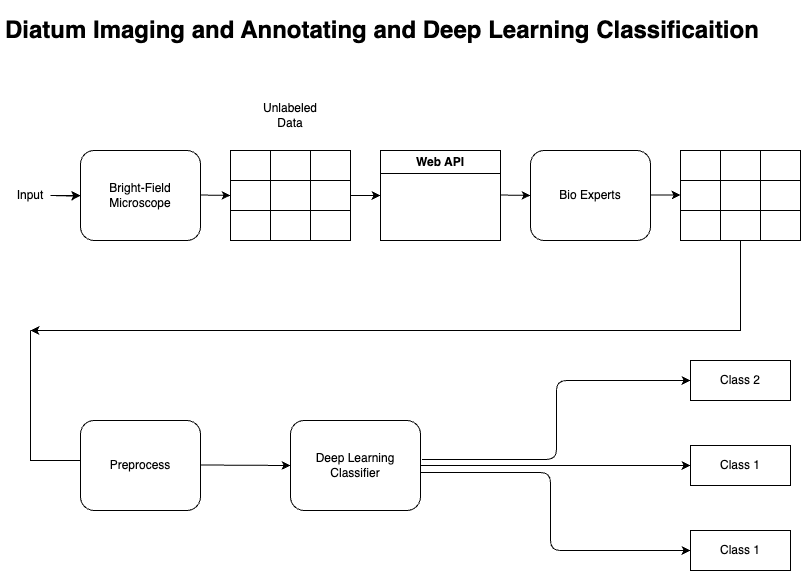 Diatum Imaging and Annotating and Deep Learning Classificaition
Unlabeled
Data
Input
Bright-Field
Microscope
Web API
Bio Experts
Class 2
Preprocess
Deep Learning
Classifier
Class 1
Class 1